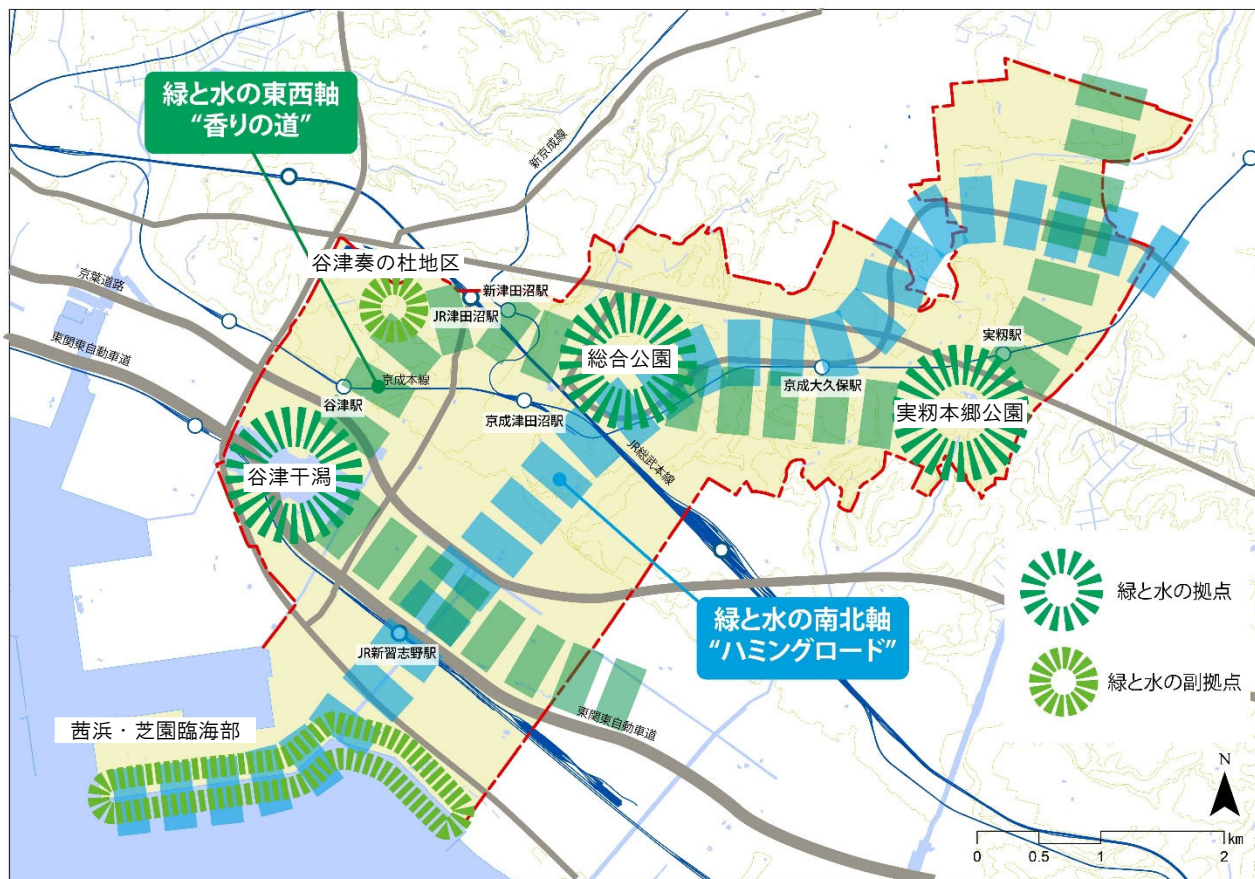 緑と水の東西軸
“香りの道”
新京成線
谷津奏の杜地区
新津田沼駅
JR津田沼駅
京葉道路
東関東自動車道
京成本線
谷津駅
総合公園
京成津田沼駅
京成大久保駅
実籾駅
実籾本郷公園
JR総武本線
谷津干潟
緑と水の南北軸
“ハミングロード”
JR新習志野駅
東関東自動車道
茜浜・芝園臨海部
緑と水の拠点
緑と水の副拠点
N
km
0 0.5 1 2